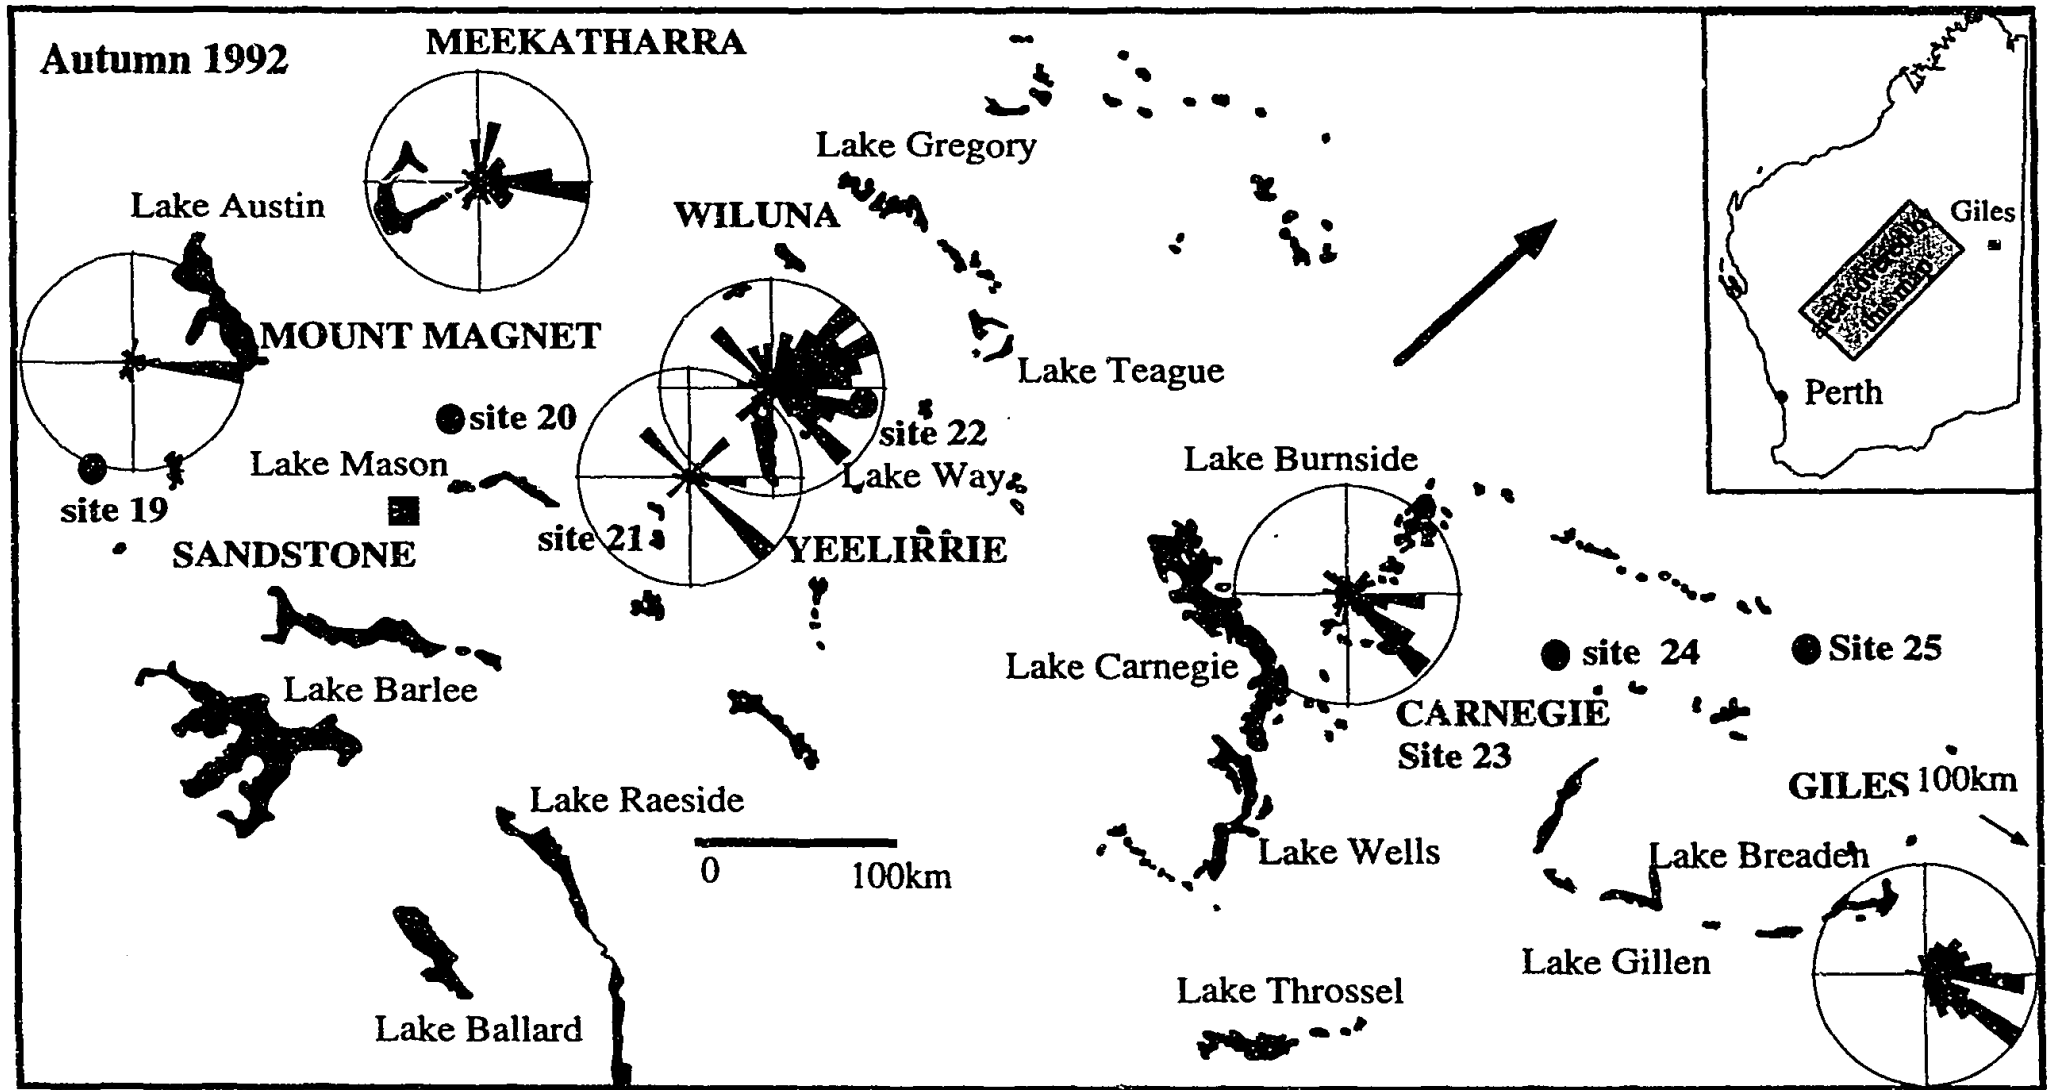 Autumn 1992
MEEKATHARRA
Lake Gregory
Lake Austin
WILUNA
Giles
MOUNT MAGNET
Lake Teague
Perth
site 20
site 22
Lake Mason
Lake Way
Lake Burnside
site 19
site 21
YEELIRRIE
SANDSTONE
Lake Carnegie
site 24
Site 25
Lake Barlee
CARNEGIE
Site 23
GILES 100km
Lake Raeside
Lake Wells
Lake Breaden
0 100km
Lake Gillen
Lake Throssel
Lake Ballard
this map